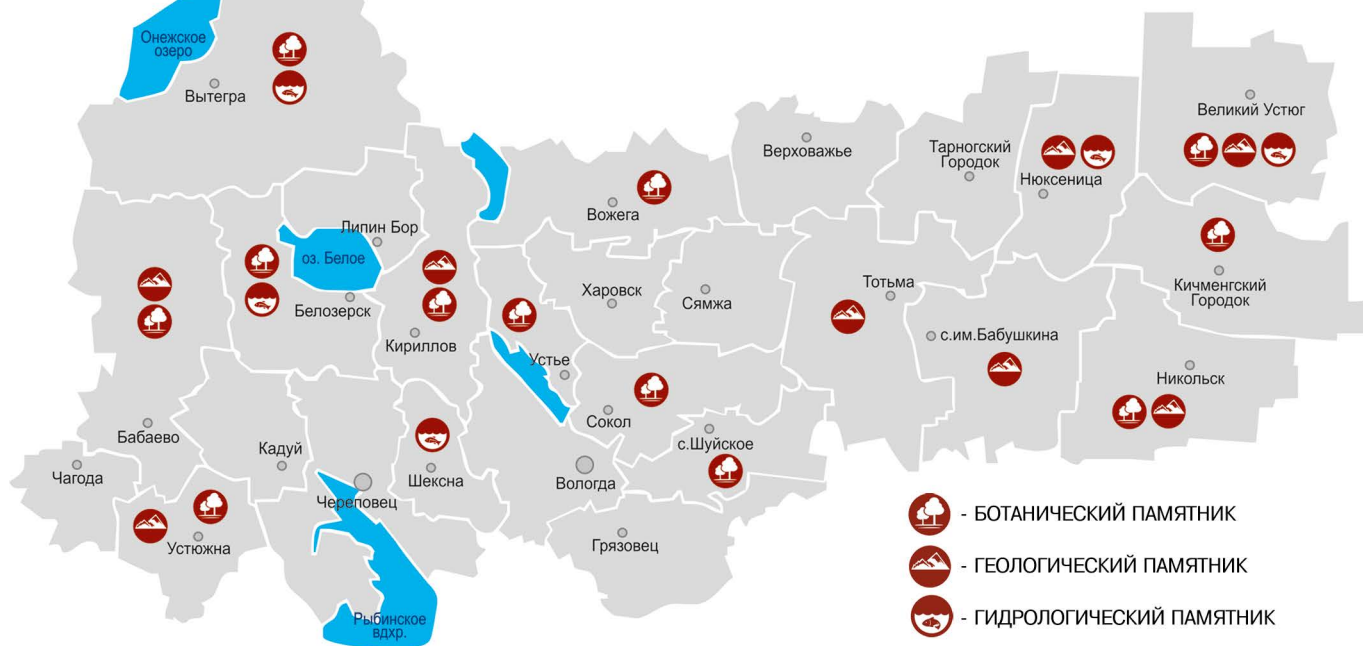 Онежское
озеро
Вытегра
Великий Устюг
Верховажье
Тарногский
Городок
Нюксеница
Вожега
Липин Бор
оз. Белое
Белозерск
Кириллов
Харовск
Сямжа
Тотьма
Кичменгский
Городок
с.им.Бабушкина
Устье
Никольск
Сокол
с.Шуйское
Бабаево
Кадуй
Чагода
Шексна
Вологда
Череповец
Устюжна
Грязовец
Рыбинское
вдхр.
- БОТАНИЧЕСКИЙ ПАМЯТНИК
- ГЕОЛОГИЧЕСКИЙ ПАМЯТНИК
- ГИДРОЛОГИЧЕСКИЙ ПАМЯТНИК